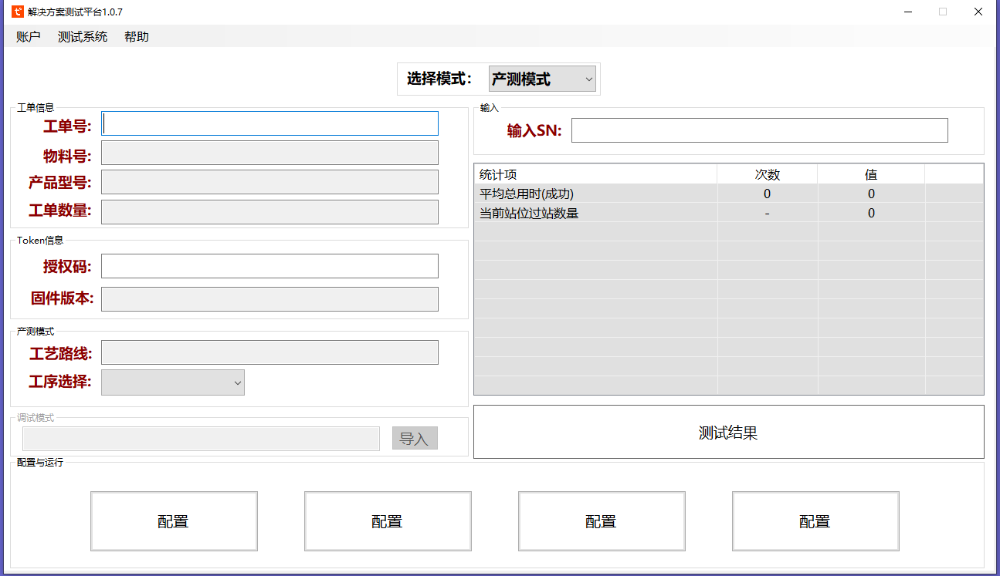 解决方案测试平台1.0.7
账户 测试系统 帮助
选择模式： 产测模式
工单信息
工单号:
物料号:
产品型号:
工单数量:
Token信息
授权码:
固件版本:
产测模式
工艺路线:
工序选择:
调试模式
导入
输入
输入SN:
统计项 次数 值
平均总用时(成功) 0 0
当前站位过站数量 - 0
测试结果
配置与运行
配置 配置 配置 配置